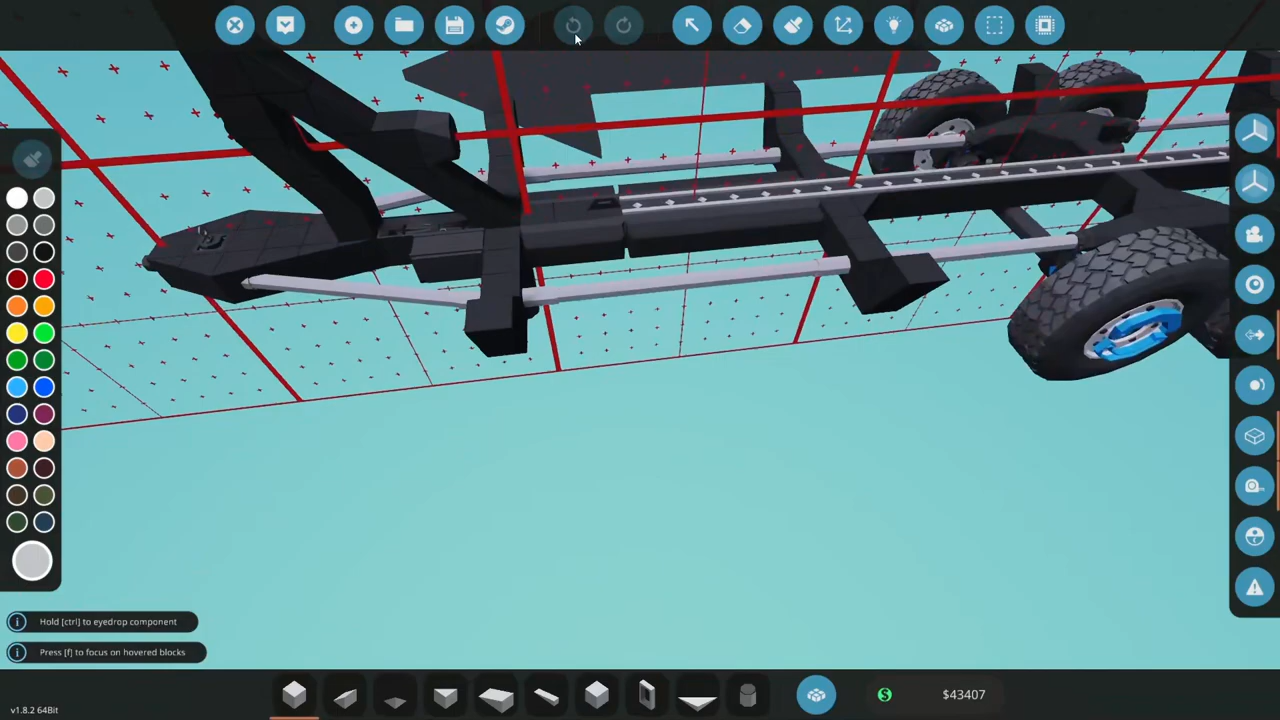 Hold [ctrl] to eyedrop component
Press [f] to focus on hovered blocks
v1.8.2 64Bit
$43407